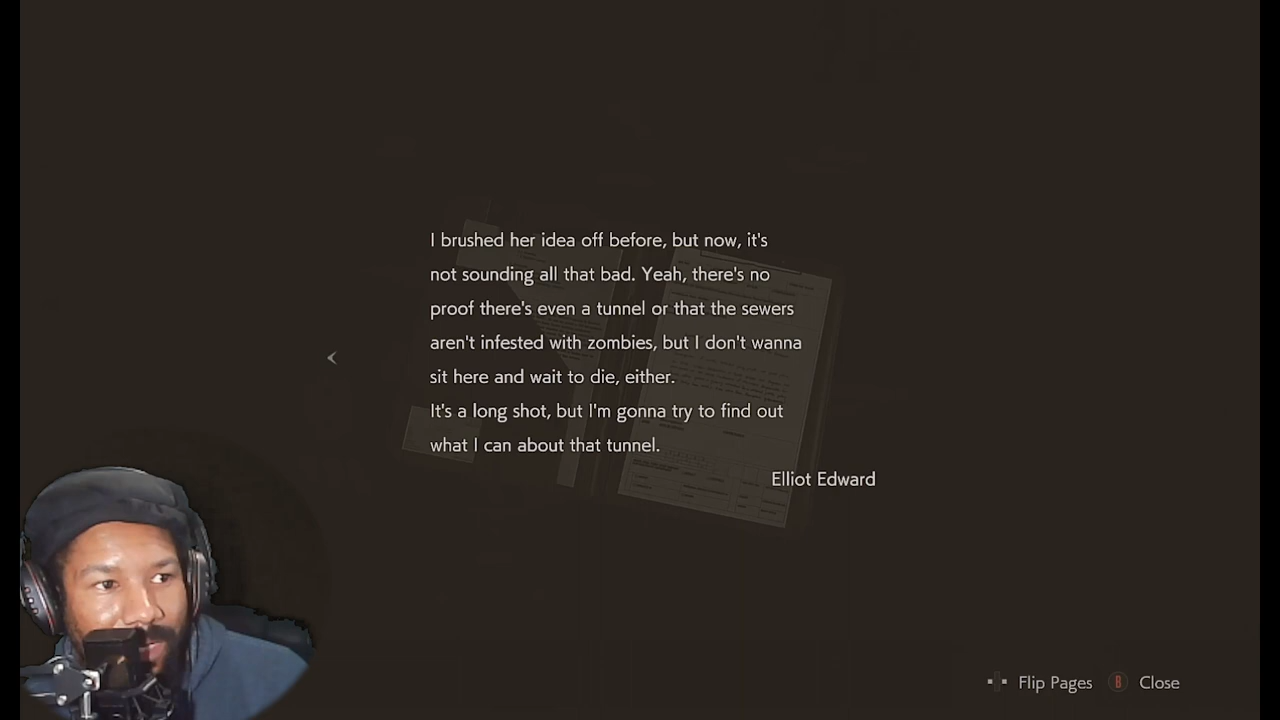 I brushed her idea off before, but now, it's
not sounding all that bad. Yeah, there's no
proof there's even a tunnel or that the sewers
aren't infested with zombies, but I don't wanna
sit here and wait to die, either.
It's a long shot, but I'm gonna try to find out
what I can about that tunnel.
Elliot Edward
Flip Pages B Close